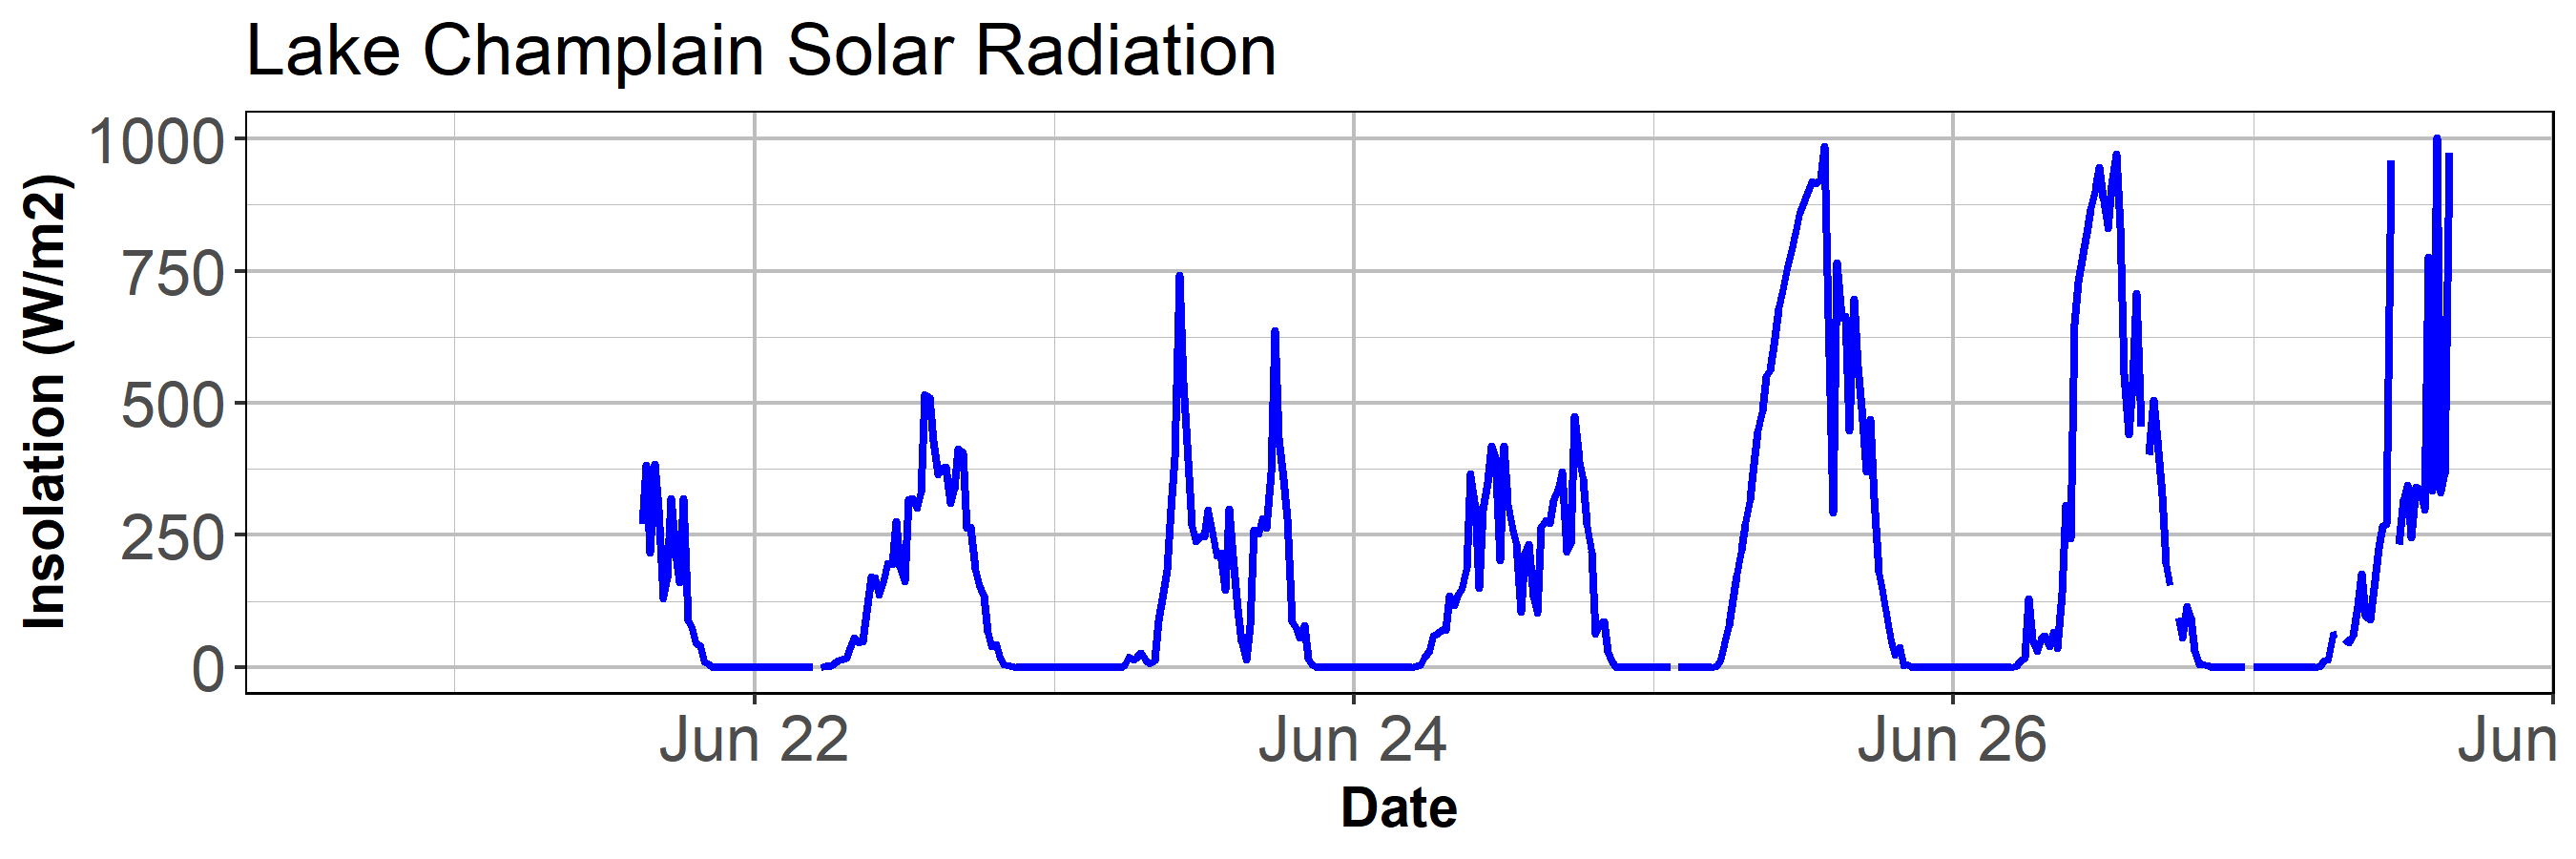 Lake Champlain Solar Radiation
Insolation (W/m2)
1000
750
500
250
0
Jun 22
Jun 24
Jun 26
Jun
Date